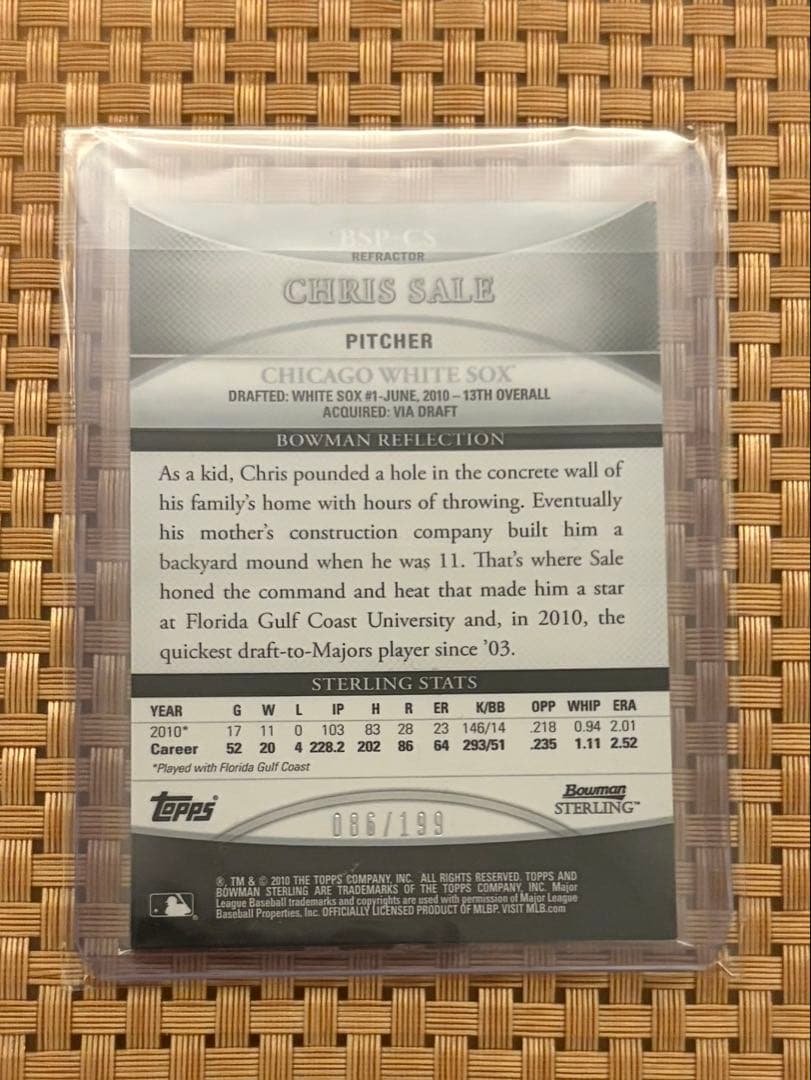 BSP-CS
REFRACTOR
CHRIS SALE
PITCHER
CHICAGO WHITE SOX™
DRAFTED: WHITE SOX #1-JUNE, 2010 – 13TH OVERALL
ACQUIRED: VIA DRAFT
BOWMAN REFLECTION
As a kid, Chris pounded a hole in the concrete wall of
his family's home with hours of throwing. Eventually
his mother's construction company built him a
backyard mound when he was 11. That's where Sale
honed the command and heat that made him a star
at Florida Gulf Coast University and, in 2010, the
quickest draft-to-Majors player since '03.
STERLING STATS
YEAR G W L IP H R ER K/BB OPP WHIP ERA
2010* 17 11 0 103 83 28 23 146/14 .218 0.94 2.01
Career 52 20 4 228.2 202 86 64 293/51 .235 1.11 2.52
*Played with Florida Gulf Coast
Topps®
Bowman
STERLING™
086/199
®, TM & © 2010 THE TOPPS COMPANY, INC. ALL RIGHTS RESERVED. TOPPS AND
BOWMAN STERLING ARE TRADEMARKS OF THE TOPPS COMPANY, INC. Major
League Baseball trademarks and copyrights are used with permission of Major League
Baseball Properties, Inc. OFFICIALLY LICENSED PRODUCT OF MLBP. VISIT MLB.com